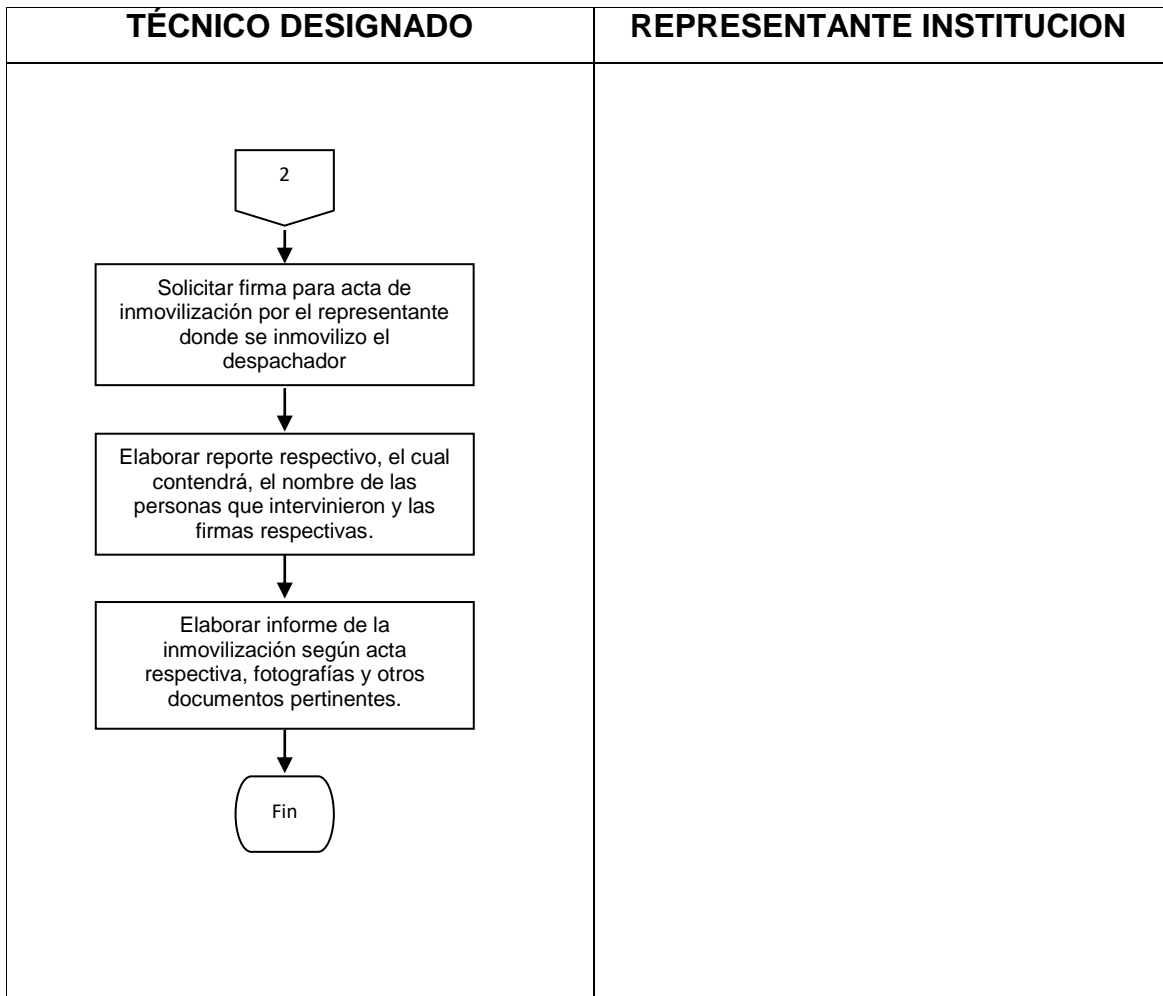 TÉCNICO DESIGNADO
REPRESENTANTE INSTITUCION
2
Solicitar firma para acta de
inmovilización por el representante
donde se inmovilizo el
despachador
Elaborar reporte respectivo, el cual
contendrá, el nombre de las
personas que intervinieron y las
firmas respectivas.
Elaborar informe de la
inmovilización según acta
respectiva, fotografías y otros
documentos pertinentes.
Fin